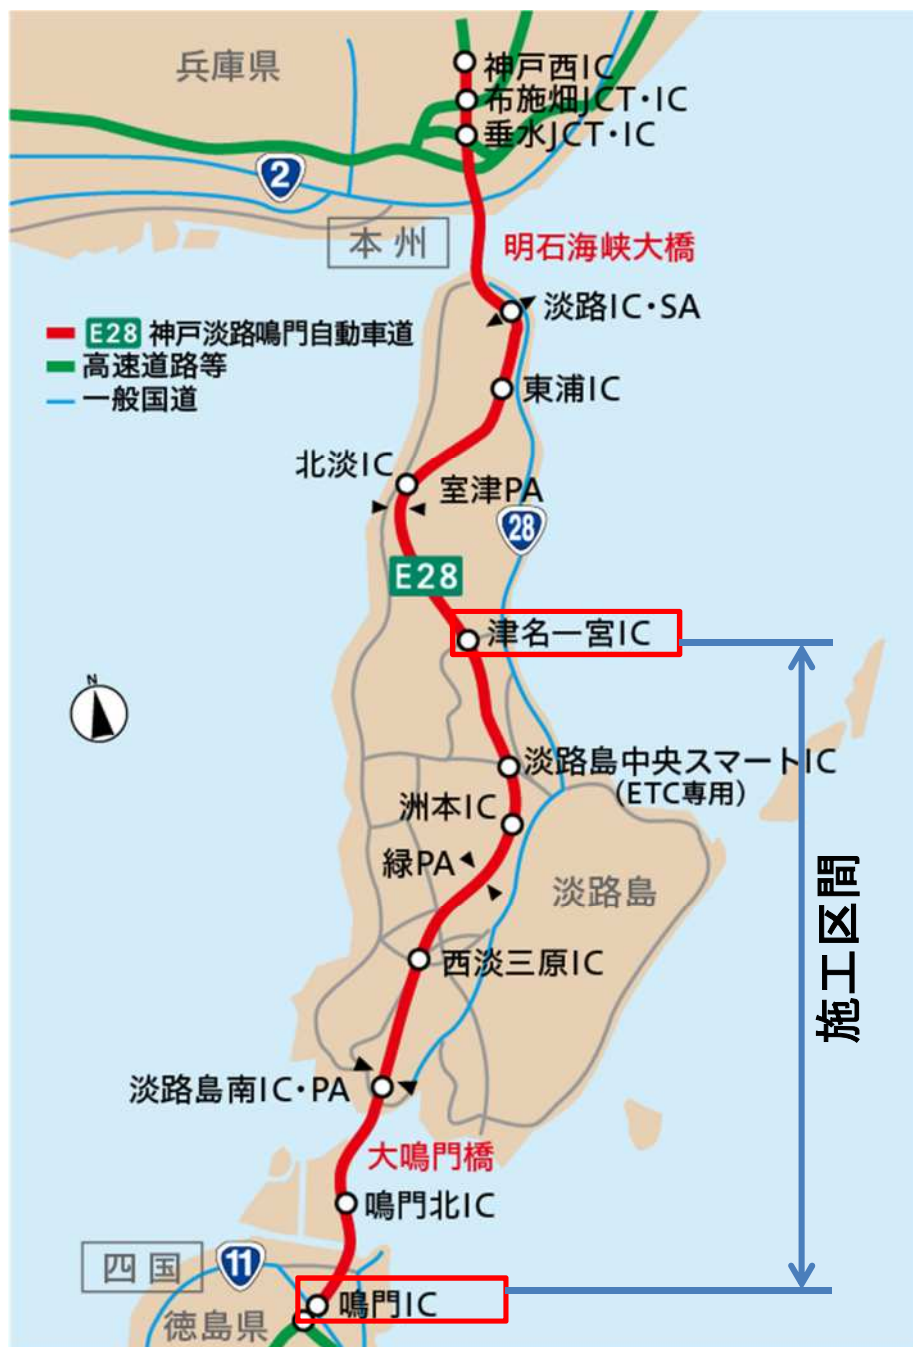 兵庫県
神戸西IC
布施畑JCT・IC
垂水JCT・IC
2
本州
明石海峡大橋
淡路IC・SA
E28 神戸淡路鳴門自動車道
高速道路等
一般国道
東浦IC
北淡IC
室津PA
28
E28
津名一宮IC
N
淡路島中央スマートIC
(ETC専用)
洲本IC
緑PA
淡路島
施工区間
西淡三原IC
淡路島南IC・PA
大鳴門橋
鳴門北IC
四国
11
鳴門IC
徳島県